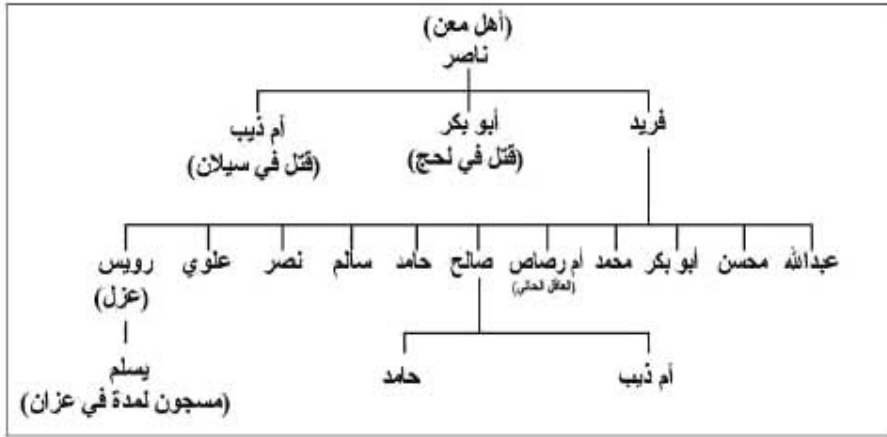 (أهل معن)
ناصر
فريد
أبو بكر
(قتل في لحج)
أم ذيب
(قتل في سيلان)
عبدالله
محسن
أبو بكر
محمد
أم رصاص
(العاقل الحالي)
صالح
حامد
سالم
نصر
علوي
رويس
(عزل)
أم ذيب
حامد
يسلم
(مسجون لمدة في عزان)